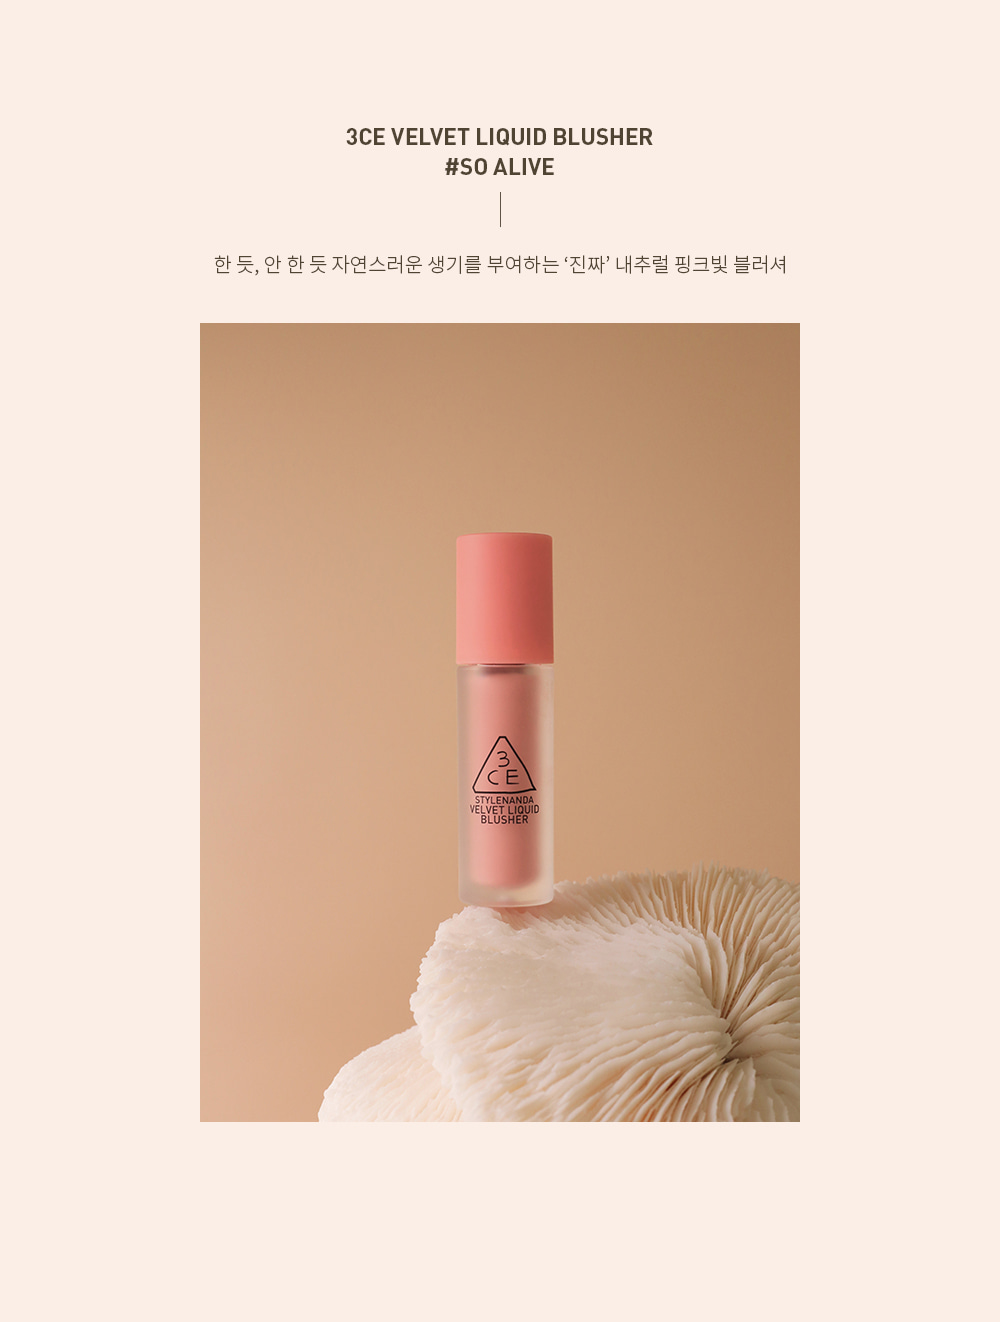 3CE VELVET LIQUID BLUSHER
#SO ALIVE
한 듯, 안 한 듯 자연스러운 생기를 부여하는 ‘진짜’ 내추럴 핑크빛 블러셔
3
CE
STYLENANDA
VELVET LIQUID
BLUSHER